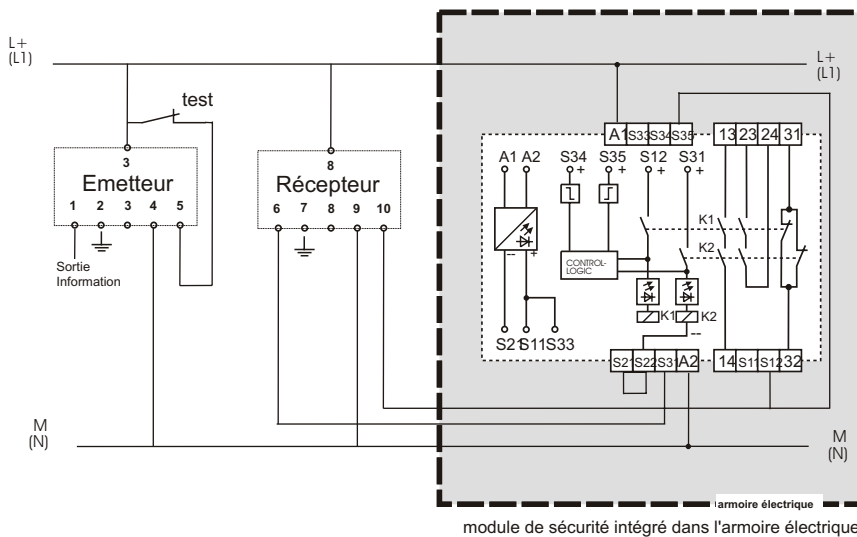 L+
(L1)
L+
(L1)
test
A1 S33 S34 S35
13 23 24 31
3
Emetteur
1 2 3 4 5
Sortie
Information
8
Récepteur
6 7 8 9 10
A1 A2 S34 S35 S12 S31
+ + + +
K1
K2
CONTROL-
LOGIC
-- +
K1 K2
--
S21 S11 S33
S21 S22 S31 A2
14 S11 S12 32
M
(N)
M
(N)
armoire électrique
module de sécurité intégré dans l'armoire électrique